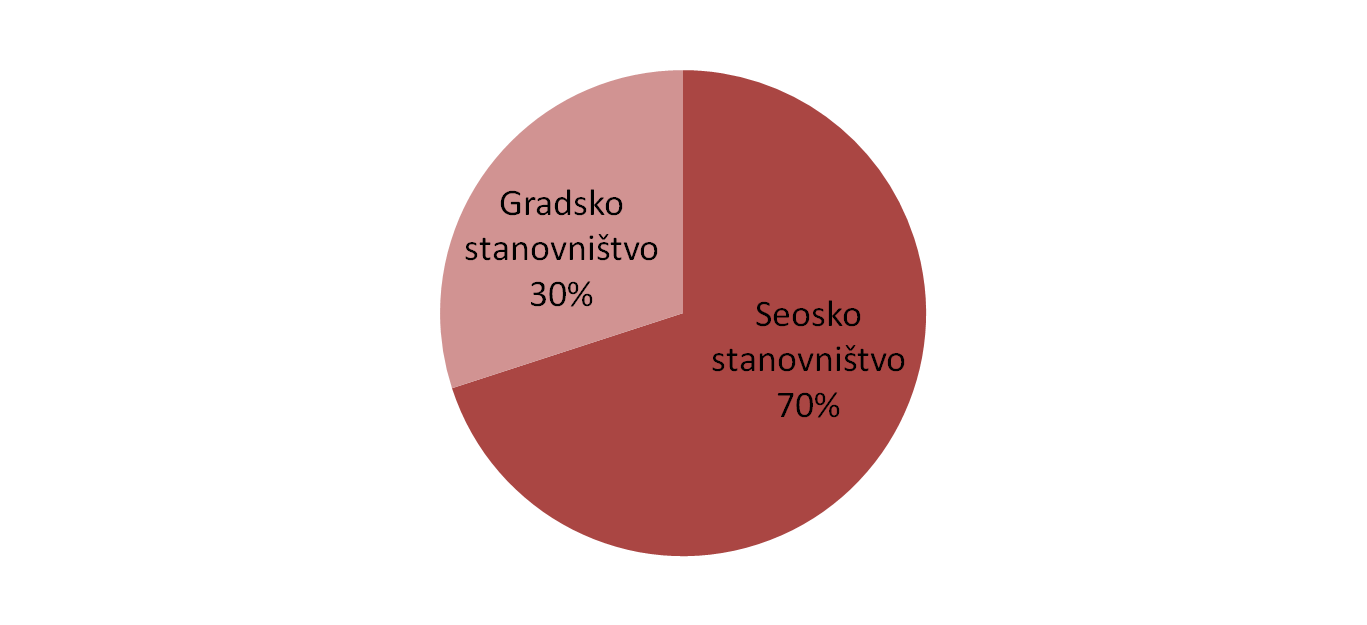 Gradsko
stanovništvo
30%
Seosko
stanovništvo
70%